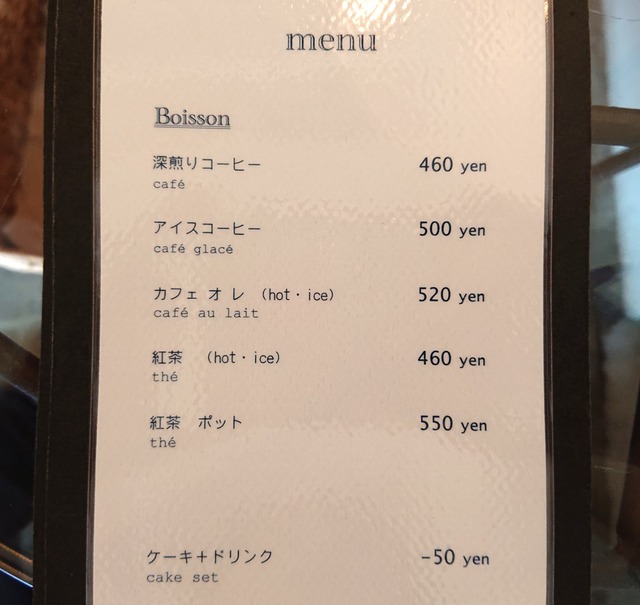 menu
Boisson
深煎りコーヒー 460 yen
café
アイスコーヒー 500 yen
café glacé
カフェ オ レ (hot・ice) 520 yen
café au lait
紅茶 (hot・ice) 460 yen
thé
紅茶 ポット 550 yen
thé
ケーキ＋ドリンク -50 yen
cake set